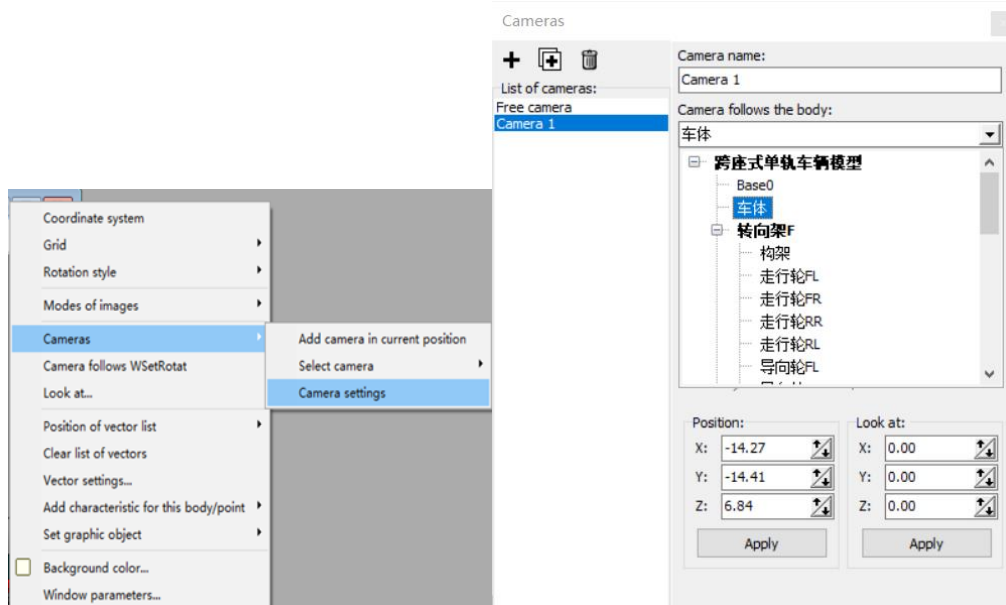 Coordinate system
Grid
Rotation style
Modes of images
Cameras
Camera follows WSetRotat
Look at...
Position of vector list
Clear list of vectors
Vector settings...
Add characteristic for this body/point
Set graphic object
Background color...
Window parameters...
Add camera in current position
Select camera
Camera settings
Cameras
List of cameras:
Free camera
Camera 1
Camera name:
Camera 1
Camera follows the body:
车体
跨座式单轨车辆模型
Base0
车体
转向架F
构架
走行轮FL
走行轮FR
走行轮RR
走行轮RL
导向轮FL
Position:
X: -14.27
Y: -14.41
Z: 6.84
Apply
Look at:
X: 0.00
Y: 0.00
Z: 0.00
Apply